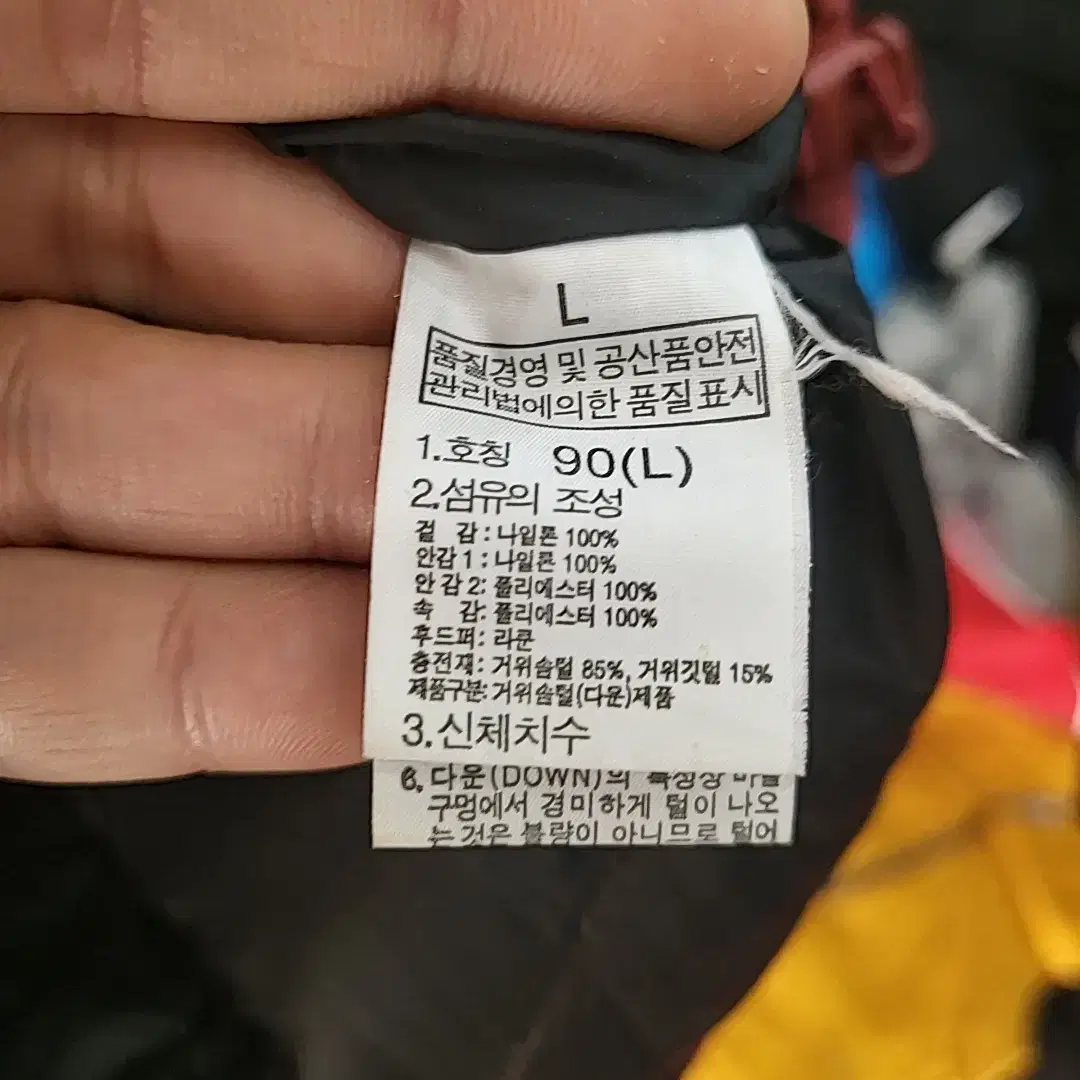 L
품질경영 및 공산품안전
관리법에의한 품질표시
1.호칭 90(L)
2.섬유의 조성
겉 감 : 나일론 100%
안감 1 : 나일론 100%
안감 2: 폴리에스터 100%
속 감: 폴리에스터 100%
후드퍼: 라쿤
충전재: 거위솜털 85%, 거위깃털 15%
제품구분: 거위솜털(다운)제품
3.신체치수
6. 다운(DOWN)의 특성상 바늘
구멍에서 경미하게 털이 나오
는 것은 불량이 아니므로 털어